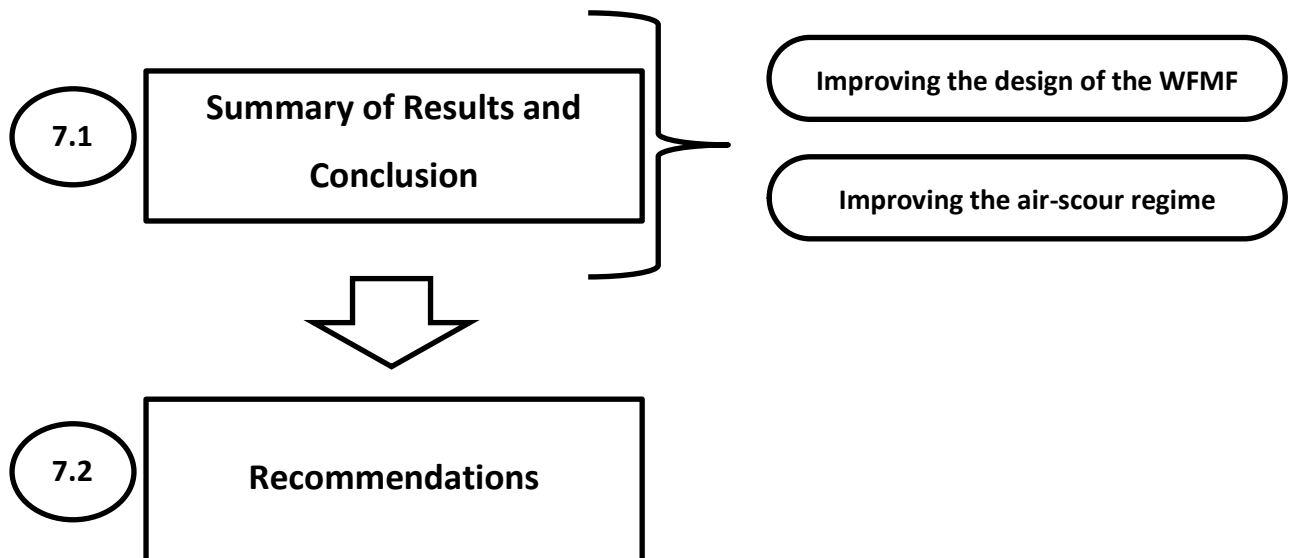 7.1
Summary of Results and
Conclusion
Improving the design of the WFMF
Improving the air-scour regime
7.2
Recommendations